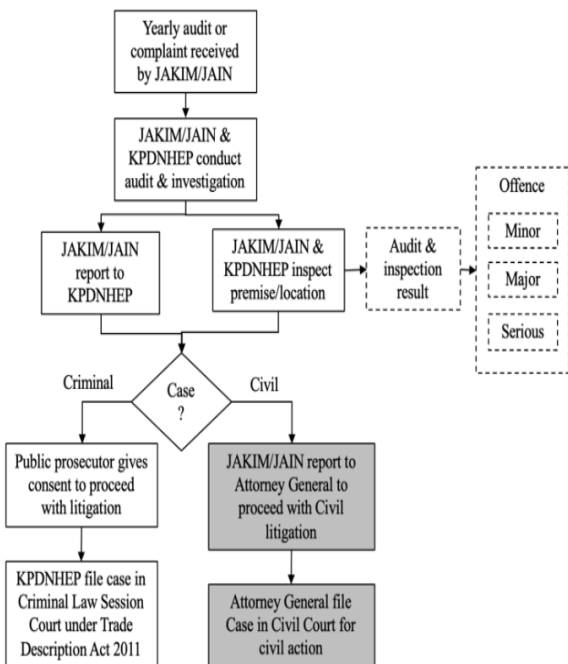 Yearly audit or
complaint received
by JAKIM/JAIN
JAKIM/JAIN &
KPDNHEP conduct
audit & investigation
JAKIM/JAIN
report to
KPDNHEP
JAKIM/JAIN &
KPDNHEP inspect
premise/location
Audit &
inspection
result
Offence
Minor
Major
Serious
Case
?
Criminal
Civil
Public prosecutor gives
consent to proceed
with litigation
JAKIM/JAIN report to
Attorney General to
proceed with Civil
litigation
KPDNHEP file case in
Criminal Law Session
Court under Trade
Description Act 2011
Attorney General file
Case in Civil Court for
civil action